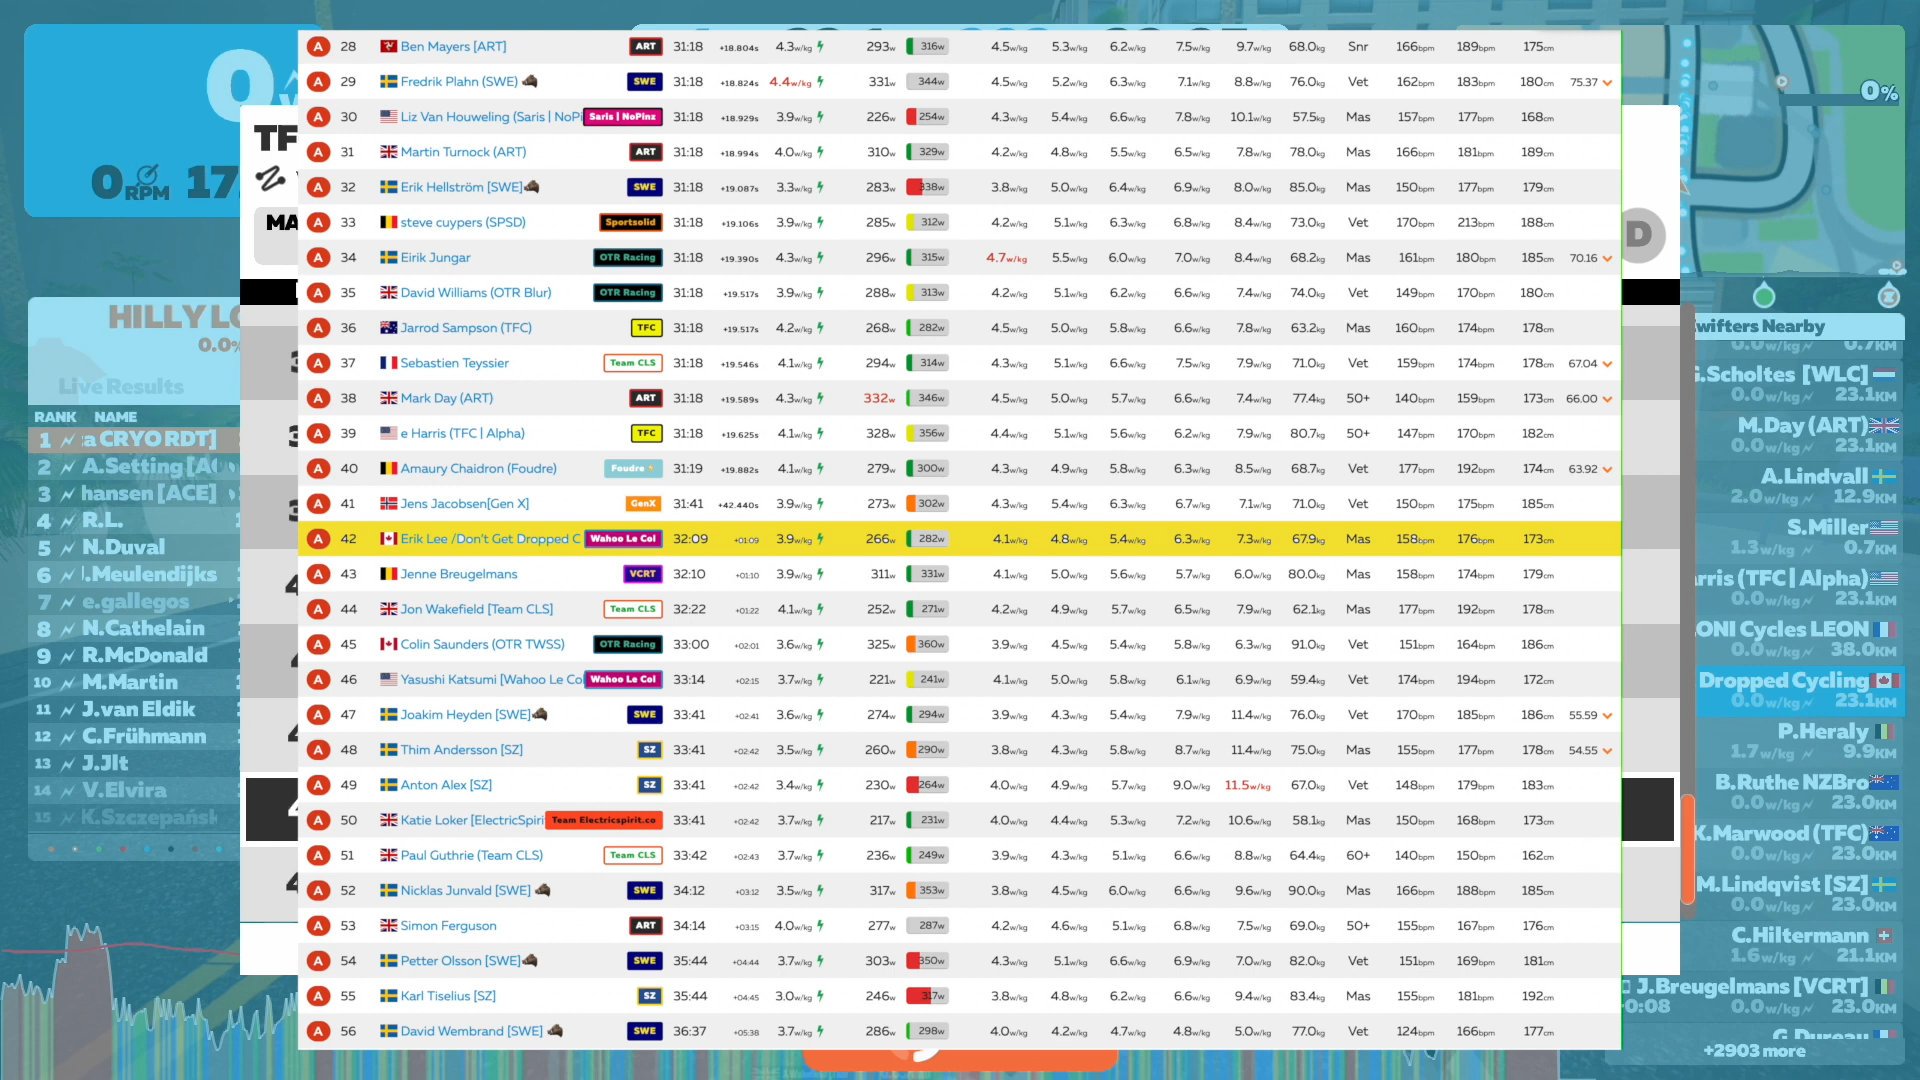 A 28 Ben Mayers [ART] ART 31:18 +18.804s 4.3w/kg 293w 316w 4.5w/kg 5.3w/kg 6.2w/kg 7.5w/kg 9.7w/kg 68.0kg Snr 166bpm 189bpm 175cm
A 29 Fredrik Plahn (SWE) SWE 31:18 +18.824s 4.4w/kg 331w 344w 4.5w/kg 5.2w/kg 6.3w/kg 7.1w/kg 8.8w/kg 76.0kg Vet 162bpm 183bpm 180cm 75.37
A 30 Liz Van Houweling (Saris | NoPi Saris | NoPinz 31:18 +18.929s 3.9w/kg 226w 254w 4.3w/kg 5.4w/kg 6.6w/kg 7.8w/kg 10.1w/kg 57.5kg Mas 157bpm 177bpm 168cm
A 31 Martin Turnock (ART) ART 31:18 +18.994s 4.0w/kg 310w 329w 4.2w/kg 4.8w/kg 5.5w/kg 6.5w/kg 7.8w/kg 78.0kg Mas 166bpm 181bpm 189cm
A 32 Erik Hellström [SWE] SWE 31:18 +19.087s 3.3w/kg 283w 338w 3.8w/kg 5.0w/kg 6.4w/kg 6.9w/kg 8.0w/kg 85.0kg Mas 150bpm 177bpm 179cm
A 33 steve cuypers (SPSD) Sportsolid 31:18 +19.106s 3.9w/kg 285w 312w 4.2w/kg 5.1w/kg 6.3w/kg 6.8w/kg 8.4w/kg 73.0kg Vet 170bpm 213bpm 188cm
A 34 Eirik Jungar OTR Racing 31:18 +19.390s 4.3w/kg 296w 315w 4.7w/kg 5.5w/kg 6.0w/kg 7.0w/kg 8.4w/kg 68.2kg Mas 161bpm 180bpm 185cm 70.16
A 35 David Williams (OTR Blur) OTR Racing 31:18 +19.517s 3.9w/kg 288w 313w 4.2w/kg 5.1w/kg 6.2w/kg 6.6w/kg 7.4w/kg 74.0kg Vet 149bpm 170bpm 180cm
A 36 Jarrod Sampson (TFC) TFC 31:18 +19.517s 4.2w/kg 268w 282w 4.5w/kg 5.0w/kg 5.8w/kg 6.6w/kg 7.8w/kg 63.2kg Mas 160bpm 174bpm 178cm
A 37 Sebastien Teyssier Team CLS 31:18 +19.546s 4.1w/kg 294w 314w 4.3w/kg 5.1w/kg 6.6w/kg 7.5w/kg 7.9w/kg 71.0kg Vet 159bpm 174bpm 178cm 67.04
A 38 Mark Day (ART) ART 31:18 +19.589s 4.3w/kg 332w 346w 4.5w/kg 5.0w/kg 5.7w/kg 6.6w/kg 7.4w/kg 77.4kg 50+ 140bpm 159bpm 173cm 66.00
A 39 e Harris (TFC | Alpha) TFC 31:18 +19.625s 4.1w/kg 328w 356w 4.4w/kg 5.1w/kg 5.6w/kg 6.2w/kg 7.9w/kg 80.7kg 50+ 147bpm 170bpm 182cm
A 40 Amaury Chaidron (Foudre) Foudre 31:19 +19.882s 4.1w/kg 279w 300w 4.3w/kg 4.9w/kg 5.8w/kg 6.3w/kg 8.5w/kg 68.7kg Vet 177bpm 192bpm 174cm 63.92
A 41 Jens Jacobsen[Gen X] GenX 31:41 +42.440s 3.9w/kg 273w 302w 4.3w/kg 5.4w/kg 6.3w/kg 6.7w/kg 7.1w/kg 71.0kg Vet 150bpm 175bpm 185cm
A 42 Erik Lee /Don't Get Dropped C Wahoo Le Col 32:09 +01:09 3.9w/kg 266w 282w 4.1w/kg 4.8w/kg 5.4w/kg 6.3w/kg 7.3w/kg 67.9kg Mas 158bpm 176bpm 173cm
A 43 Jenne Breugelmans VCRT 32:10 +01:10 3.9w/kg 311w 331w 4.1w/kg 5.0w/kg 5.6w/kg 5.7w/kg 6.0w/kg 80.0kg Mas 158bpm 174bpm 179cm
A 44 Jon Wakefield [Team CLS] Team CLS 32:22 +01:22 4.1w/kg 252w 271w 4.2w/kg 4.9w/kg 5.7w/kg 6.5w/kg 7.9w/kg 62.1kg Mas 177bpm 192bpm 178cm
A 45 Colin Saunders (OTR TWSS) OTR Racing 33:00 +02:01 3.6w/kg 325w 360w 3.9w/kg 4.5w/kg 5.4w/kg 5.8w/kg 6.3w/kg 91.0kg Vet 151bpm 164bpm 186cm
A 46 Yasushi Katsumi [Wahoo Le Col Wahoo Le Col 33:14 +02:15 3.7w/kg 221w 241w 4.1w/kg 5.0w/kg 5.8w/kg 6.1w/kg 6.9w/kg 59.4kg Vet 174bpm 194bpm 172cm
A 47 Joakim Heyden [SWE] SWE 33:41 +02:41 3.6w/kg 274w 294w 3.9w/kg 4.3w/kg 5.4w/kg 7.9w/kg 11.4w/kg 76.0kg Vet 170bpm 185bpm 186cm 55.59
A 48 Thim Andersson [SZ] SZ 33:41 +02:42 3.5w/kg 260w 290w 3.8w/kg 4.3w/kg 5.8w/kg 8.7w/kg 11.4w/kg 75.0kg Mas 155bpm 177bpm 178cm 54.55
A 49 Anton Alex [SZ] SZ 33:41 +02:42 3.4w/kg 230w 264w 4.0w/kg 4.9w/kg 5.7w/kg 9.0w/kg 11.5w/kg 67.0kg Vet 148bpm 179bpm 183cm
A 50 Katie Loker [ElectricSpiri Team Electricspirit.co 33:41 +02:42 3.7w/kg 217w 231w 4.0w/kg 4.4w/kg 5.3w/kg 7.2w/kg 10.6w/kg 58.1kg Mas 150bpm 168bpm 173cm
A 51 Paul Guthrie (Team CLS) Team CLS 33:42 +02:43 3.7w/kg 236w 249w 3.9w/kg 4.3w/kg 5.1w/kg 6.6w/kg 8.8w/kg 64.4kg 60+ 140bpm 150bpm 162cm
A 52 Nicklas Junvald [SWE] SWE 34:12 +03:12 3.5w/kg 317w 353w 3.8w/kg 4.5w/kg 6.0w/kg 6.6w/kg 9.6w/kg 90.0kg Mas 166bpm 188bpm 185cm
A 53 Simon Ferguson ART 34:14 +03:15 4.0w/kg 277w 287w 4.2w/kg 4.6w/kg 5.1w/kg 6.8w/kg 7.5w/kg 69.0kg 50+ 155bpm 167bpm 176cm
A 54 Petter Olsson [SWE] SWE 35:44 +04:44 3.7w/kg 303w 350w 4.3w/kg 5.1w/kg 6.6w/kg 6.9w/kg 7.0w/kg 82.0kg Vet 151bpm 169bpm 181cm
A 55 Karl Tiselius [SZ] SZ 35:44 +04:45 3.0w/kg 246w 317w 3.8w/kg 4.8w/kg 6.2w/kg 6.6w/kg 9.4w/kg 83.4kg Mas 155bpm 181bpm 192cm
A 56 David Wembrand [SWE] SWE 36:37 +05:38 3.7w/kg 286w 298w 4.0w/kg 4.2w/kg 4.7w/kg 4.8w/kg 5.0w/kg 77.0kg Vet 124bpm 166bpm 177cm
0
0 RPM 17
TF
MA
HILLY LO
0.0%
Live Results
RANK NAME
1 a CRYO RDT]
2 A.Setting [A
3 hansen [ACE]
4 R.L.
5 N.Duval
6 .Meulendijks
7 e.gallegos
8 N.Cathelain
9 R.McDonald
10 M.Martin
11 J.van Eldik
12 C.Frühmann
13 J.Jlt
14 V.Elvira
15 K.Szczepańsk
0%
D
wifters Nearby
0.0w/kg 0.7KM
.Scholtes [WLC]
0.0w/kg 23.1KM
M.Day (ART)
0.0w/kg 23.1KM
A.Lindvall
2.0w/kg 12.9KM
S.Miller
1.3w/kg 0.7KM
rris (TFC | Alpha)
0.0w/kg 23.1KM
ONI Cycles LEON
0.0w/kg 38.0KM
Dropped Cycling
0.0w/kg 23.1KM
P.Heraly
1.7w/kg 9.9KM
B.Ruthe NZBro
0.0w/kg 23.0KM
K.Marwood (TFC)
0.0w/kg 23.0KM
M.Lindqvist [SZ]
0.0w/kg 23.0KM
C.Hiltermann
1.6w/kg 21.1KM
J.Breugelmans [VCRT]
0:08 0.0w/kg 23.0KM
G.Dureau
+2903 more